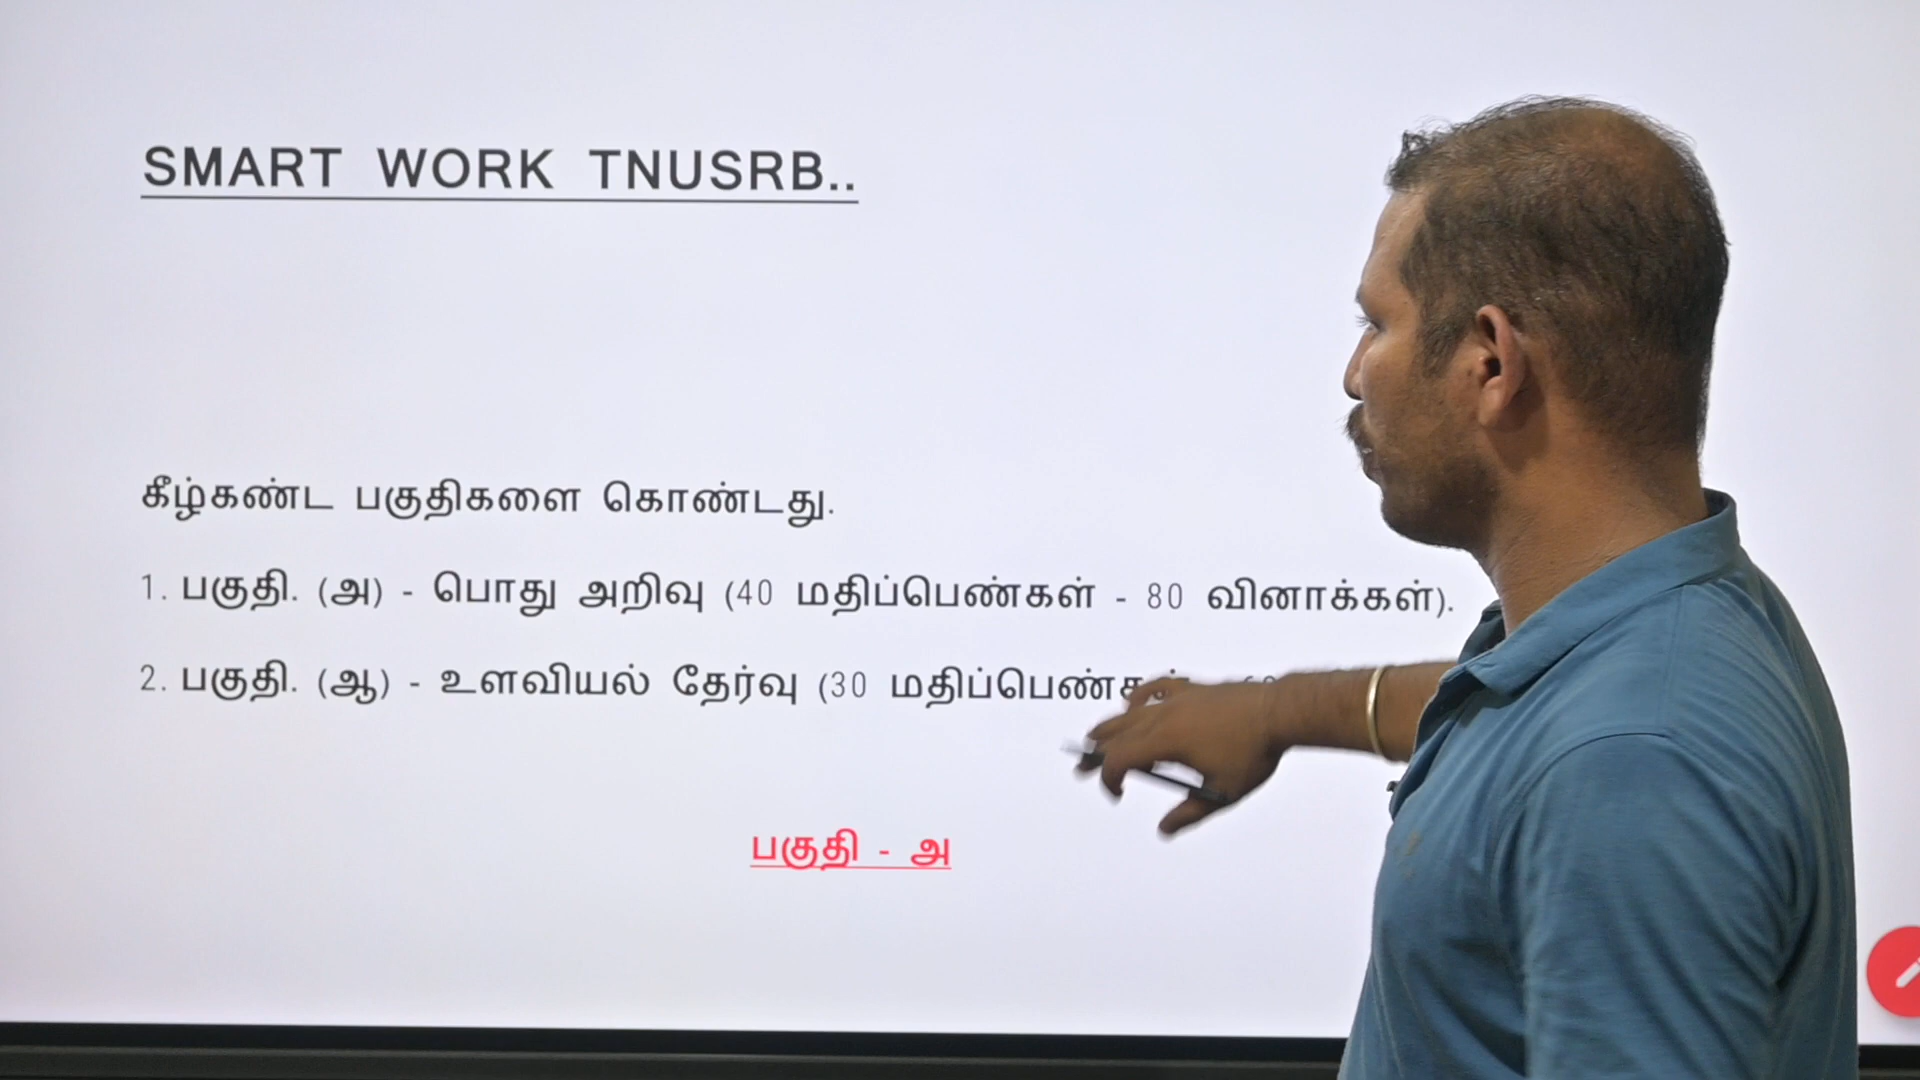 SMART WORK TNUSRB..
கீழ்கண்ட பகுதிகளை கொண்டது.
1. பகுதி. (அ) - பொது அறிவு (40 மதிப்பெண்கள் - 80 வினாக்கள்).
2. பகுதி. (ஆ) - உளவியல் தேர்வு (30
பகுதி - அ